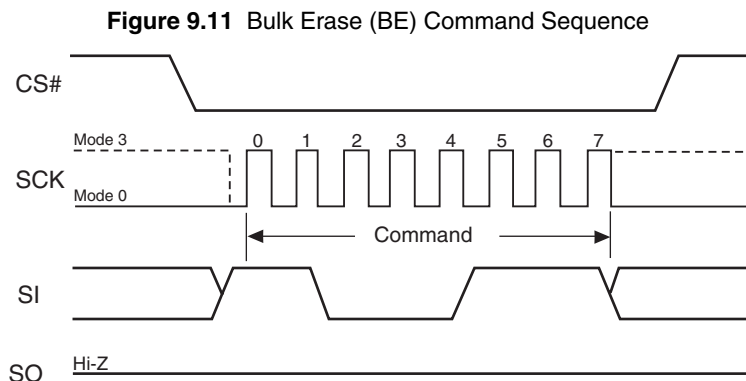 Figure 9.11 Bulk Erase (BE) Command Sequence
CS#
Mode 3
0 1 2 3 4 5 6 7
SCK
Mode 0
Command
SI
Hi-Z
SO